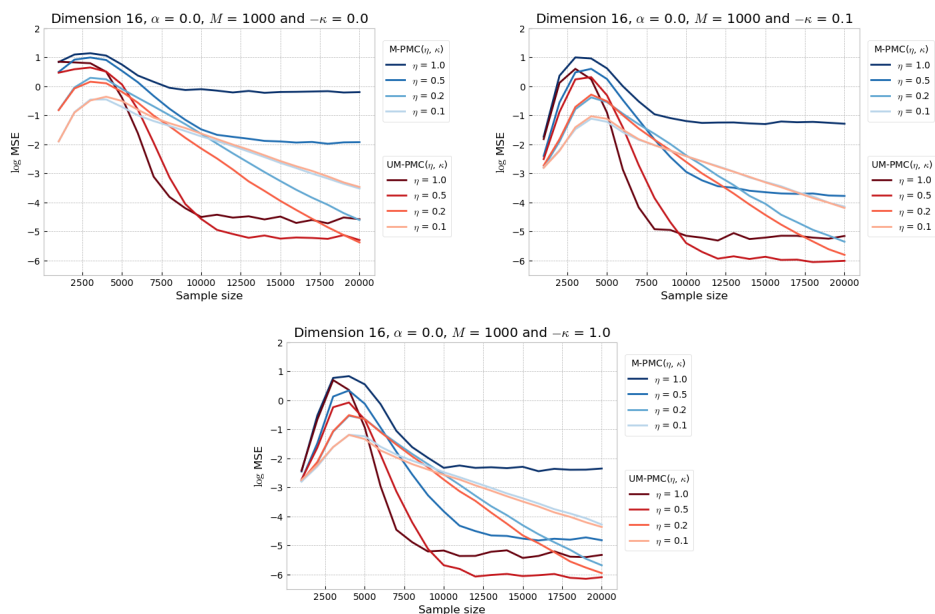 Dimension 16, α = 0.0, M = 1000 and −κ = 0.0
2
1
0
−1
−2
−3
−4
−5
−6
log MSE
2500 5000 7500 10000 12500 15000 17500 20000
Sample size
M-PMC(η, κ)
η = 1.0
η = 0.5
η = 0.2
η = 0.1
UM-PMC(η, κ)
η = 1.0
η = 0.5
η = 0.2
η = 0.1
Dimension 16, α = 0.0, M = 1000 and −κ = 0.1
2
1
0
−1
−2
−3
−4
−5
−6
log MSE
2500 5000 7500 10000 12500 15000 17500 20000
Sample size
M-PMC(η, κ)
η = 1.0
η = 0.5
η = 0.2
η = 0.1
UM-PMC(η, κ)
η = 1.0
η = 0.5
η = 0.2
η = 0.1
Dimension 16, α = 0.0, M = 1000 and −κ = 1.0
2
1
0
−1
−2
−3
−4
−5
−6
log MSE
2500 5000 7500 10000 12500 15000 17500 20000
Sample size
M-PMC(η, κ)
η = 1.0
η = 0.5
η = 0.2
η = 0.1
UM-PMC(η, κ)
η = 1.0
η = 0.5
η = 0.2
η = 0.1